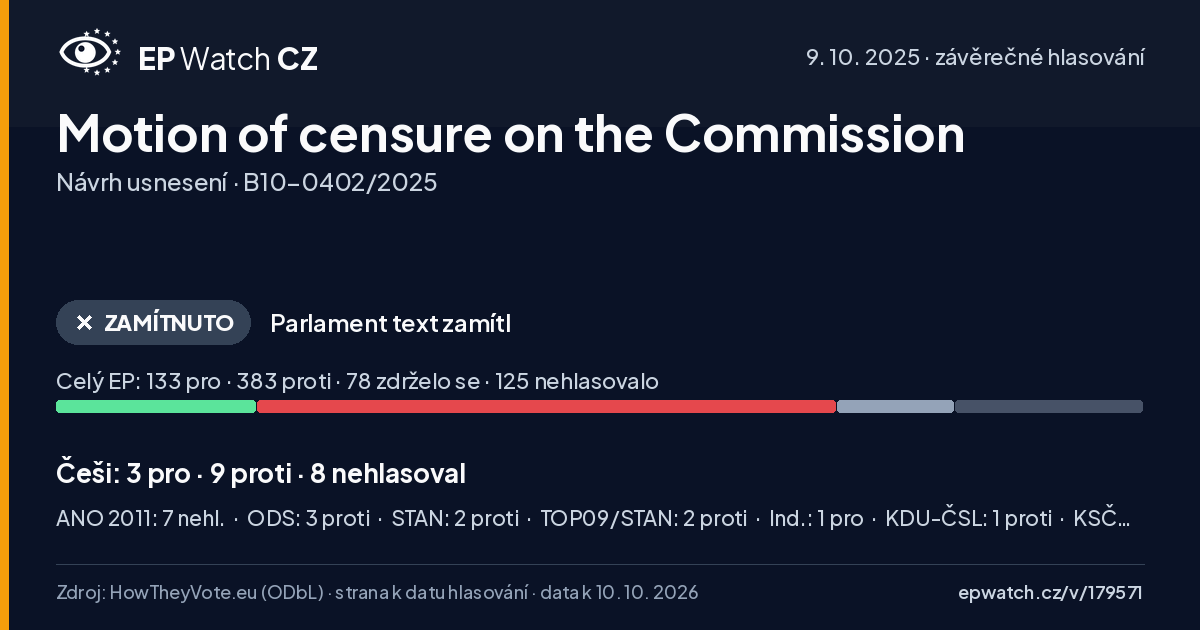 EP Watch CZ
9. 10. 2025 · závěrečné hlasování
Motion of censure on the Commission
Návrh usnesení · B10-0402/2025
✕ ZAMÍTNUTO
Parlament text zamítl
Celý EP: 133 pro · 383 proti · 78 zdrželo se · 125 nehlasovalo
Češi: 3 pro · 9 proti · 8 nehlasoval
ANO 2011: 7 nehl. · ODS: 3 proti · STAN: 2 proti · TOP09/STAN: 2 proti · Ind.: 1 pro · KDU-ČSL: 1 proti · KSČ…
Zdroj: HowTheyVote.eu (ODbL) · strana k datu hlasování · data k 10. 10. 2026
epwatch.cz/v/179571